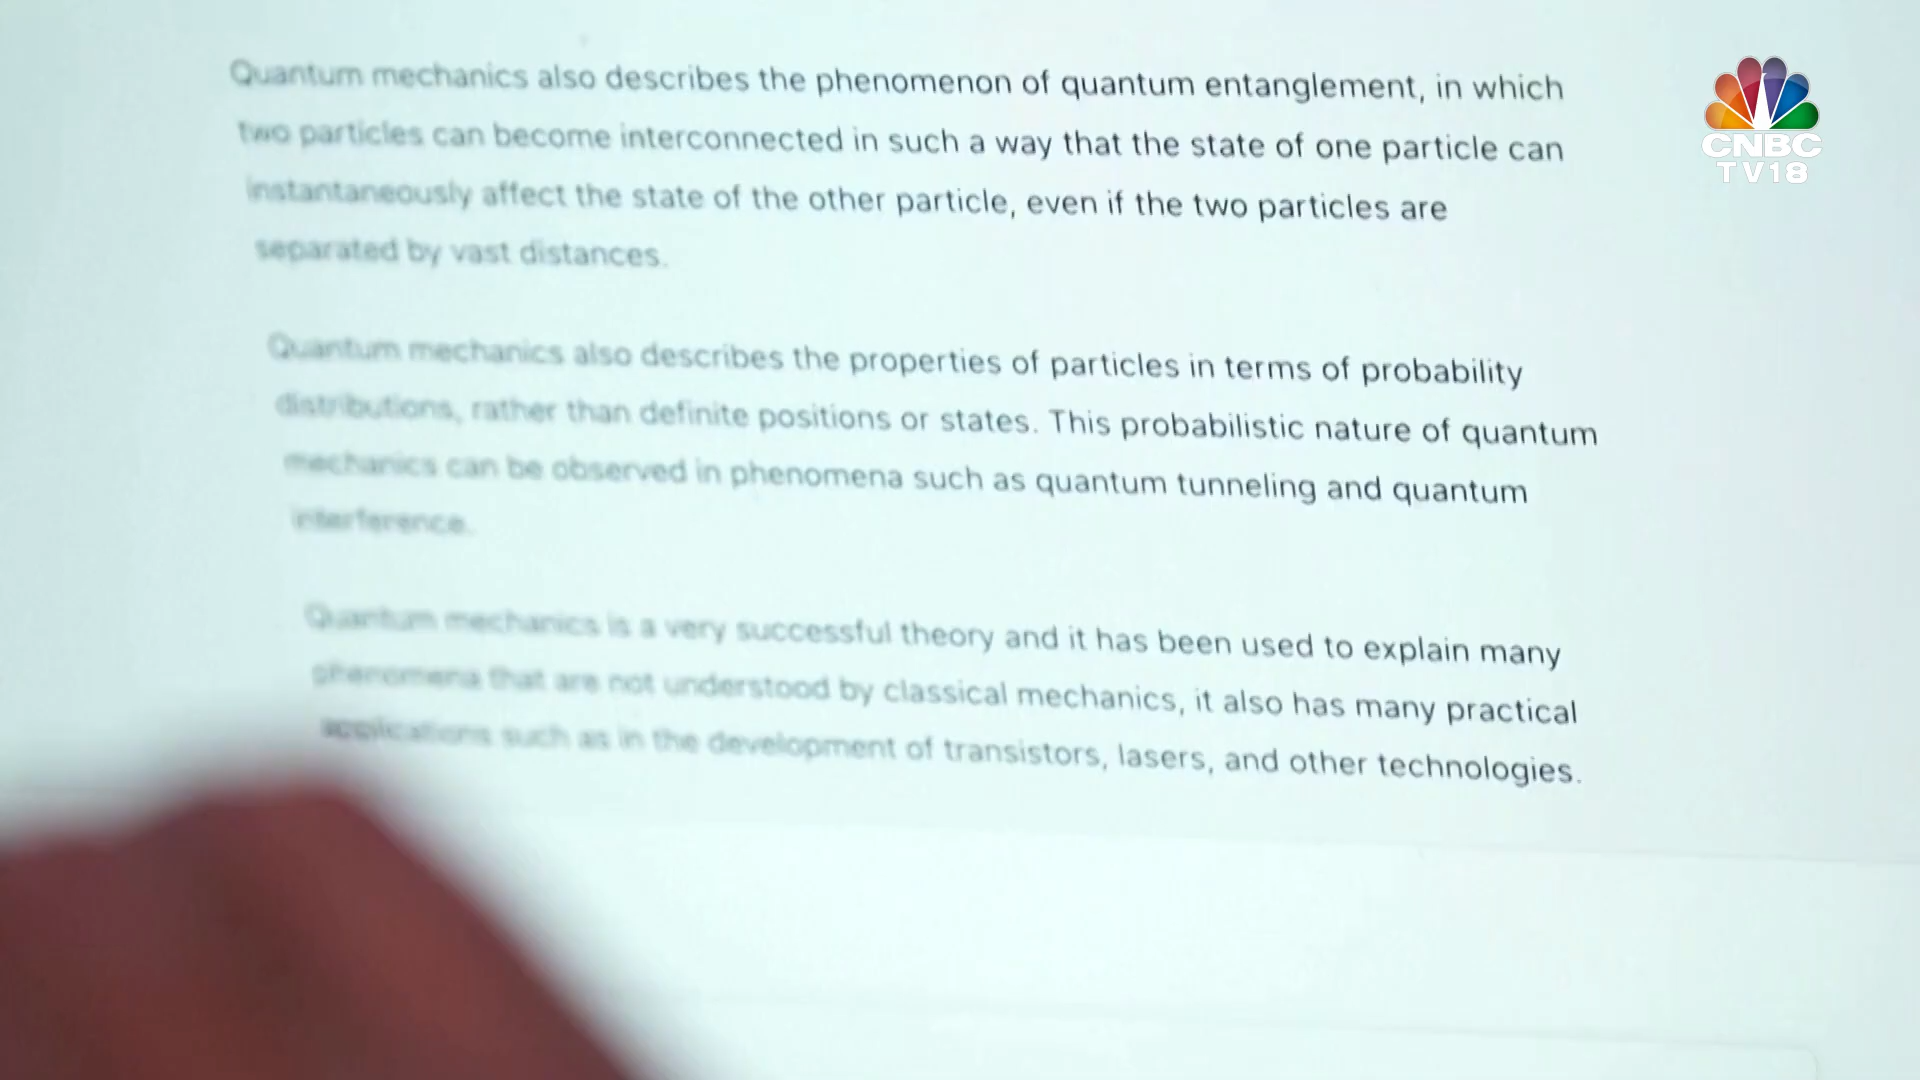 Quantum mechanics also describes the phenomenon of quantum entanglement, in which
two particles can become interconnected in such a way that the state of one particle can
instantaneously affect the state of the other particle, even if the two particles are
separated by vast distances.
Quantum mechanics also describes the properties of particles in terms of probability
distributions, rather than definite positions or states. This probabilistic nature of quantum
mechanics can be observed in phenomena such as quantum tunneling and quantum
interference.
Quantum mechanics is a very successful theory and it has been used to explain many
phenomena that are not understood by classical mechanics, it also has many practical
applications such as in the development of transistors, lasers, and other technologies.
CNBC
TV18